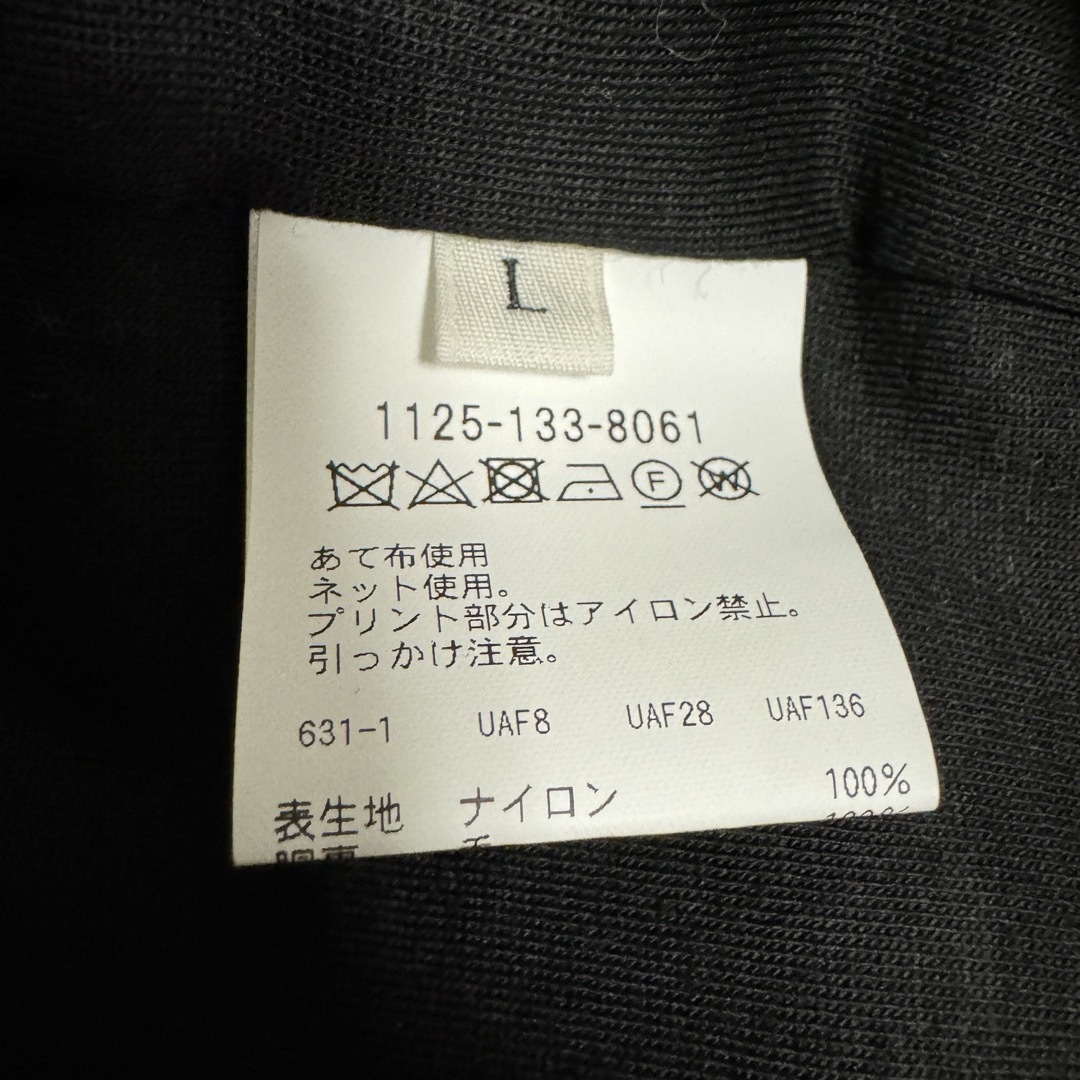 L
1125-133-8061
あて布使用
ネット使用。
プリント部分はアイロン禁止。
引っかけ注意。
631-1 UAF8 UAF28 UAF136
表生地 ナイロン 100%